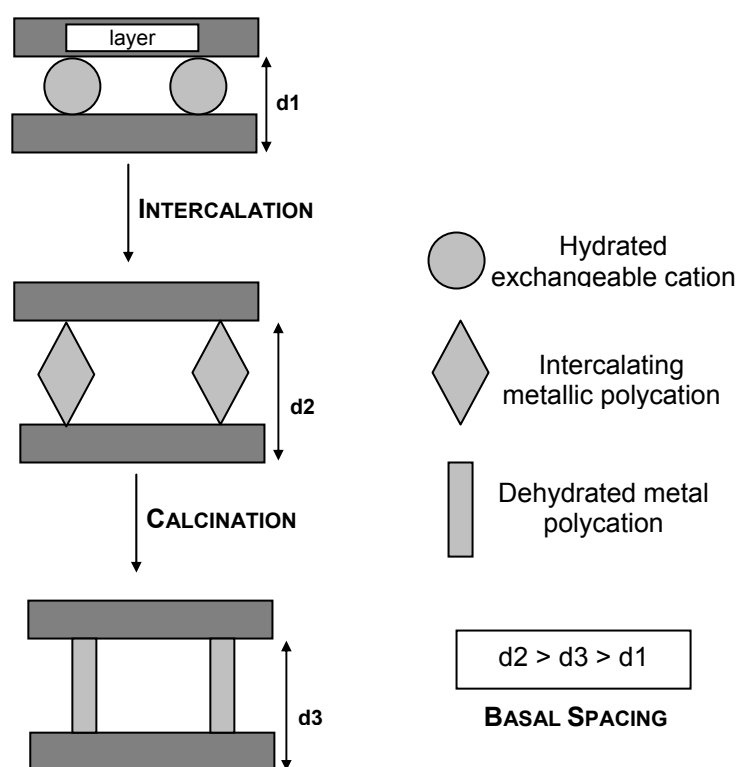 layer
d1
INTERCALATION
Hydrated
exchangeable cation
d2
Intercalating
metallic polycation
CALCINATION
Dehydrated metal
polycation
d3
d2 > d3 > d1
BASAL SPACING